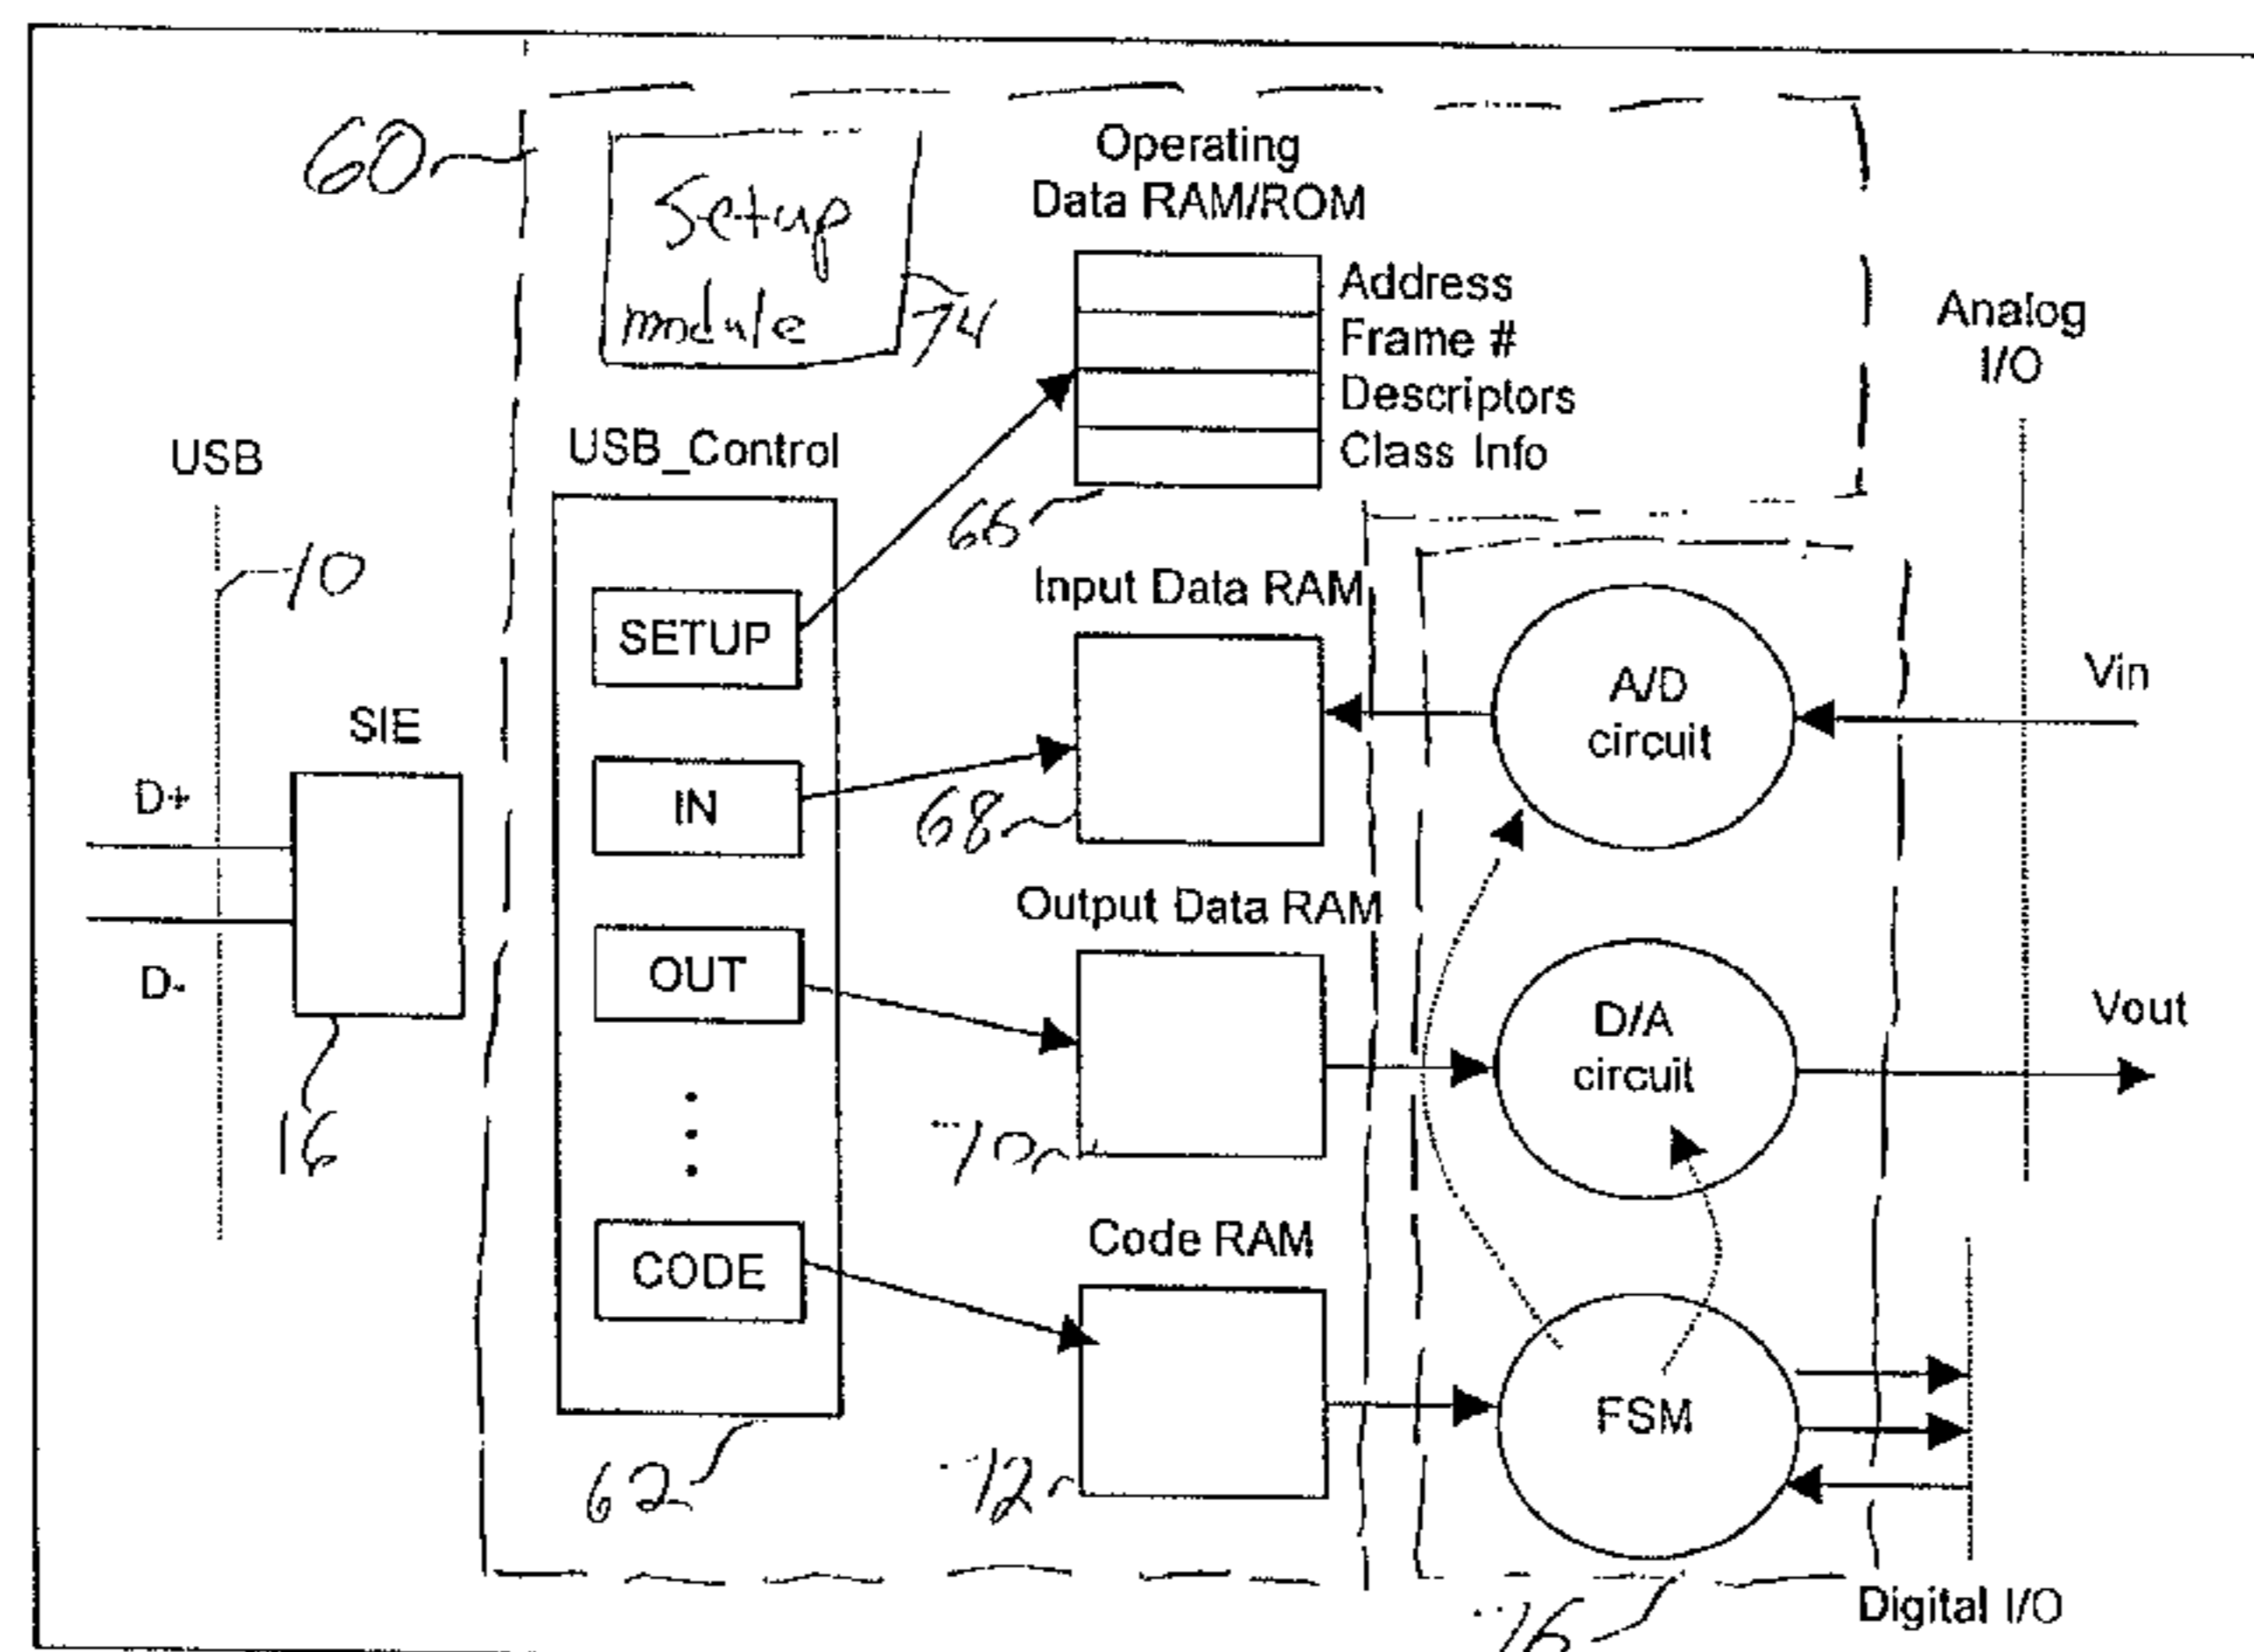 60
Setup
module
74
Operating
Data RAM/ROM
Address
Frame #
Descriptors
Class Info
66
Analog
I/O
USB
10
USB_Control
SETUP
IN
OUT
CODE
62
SIE
D+
D-
16
Input Data RAM
68
Output Data RAM
70
Code RAM
72
A/D
circuit
Vin
D/A
circuit
Vout
FSM
76
Digital I/O